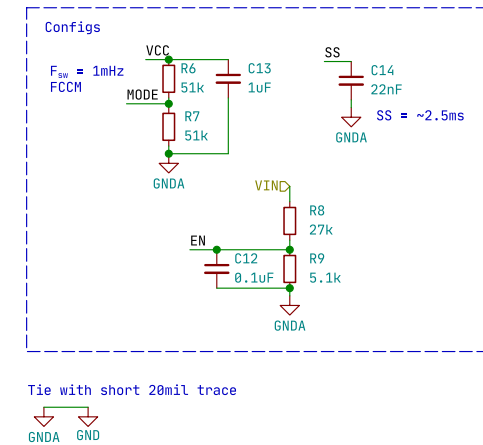 Configs
VCC
R6
51k
C13
1uF
SS
C14
22nF
Fsw = 1mHz
FCCM
MODE
R7
51k
SS = ~2.5ms
GNDA
GNDA
VIN
R8
27k
EN
C12
0.1uF
R9
5.1k
GNDA
Tie with short 20mil trace
GNDA
GND